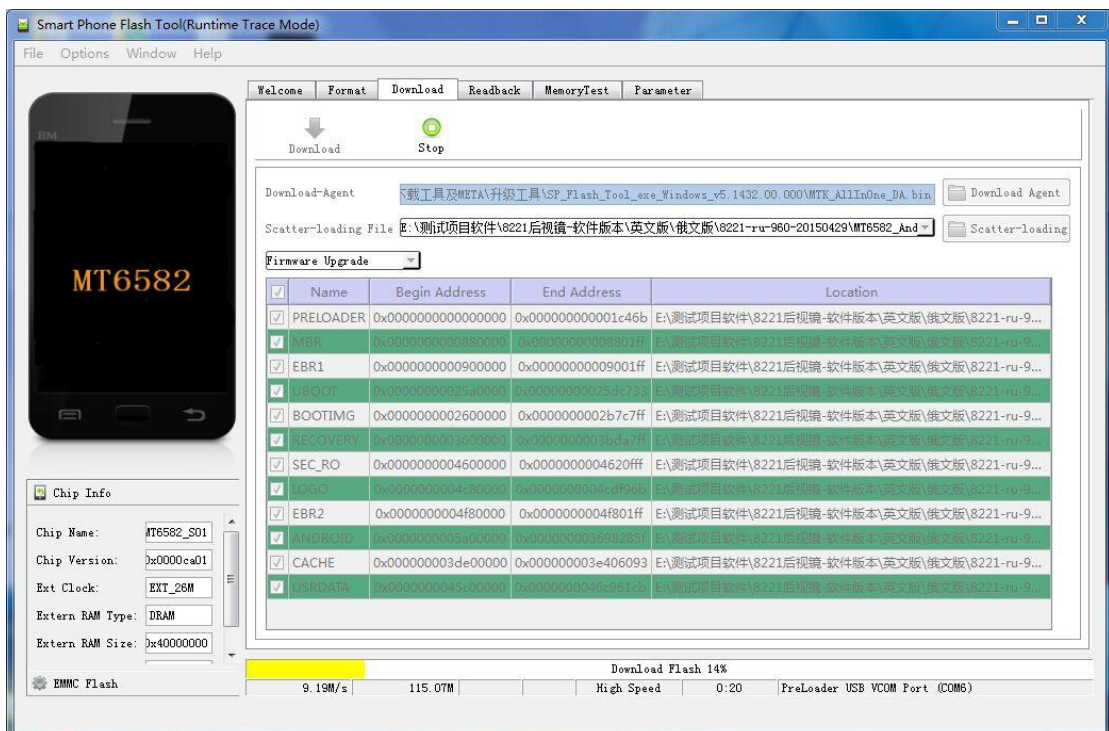 Smart Phone Flash Tool(Runtime Trace Mode)
File Options Window Help
Welcome Format Download Readback MemoryTest Parameter
BM
Download Stop
Download-Agent 载工具及META\升级工具\SP_Flash_Tool_exe_Windows_v5.1432.00.000\MTK_AllInOne_DA.bin Download Agent
Scatter-loading File E:\测试项目软件\8221后视镜-软件版本\英文版\俄文版\8221-ru-960-20150429\MT6582_And Scatter-loading
Firmware Upgrade
MT6582
Name Begin Address End Address Location
PRELOADER 0x0000000000000000 0x000000000001c46b E:\测试项目软件\8221后视镜-软件版本\英文版\俄文版\8221-ru-9...
MBR 0x0000000000880000 0x00000000008801ff E:\测试项目软件\8221后视镜-软件版本\英文版\俄文版\8221-ru-9...
EBR1 0x0000000000900000 0x00000000009001ff E:\测试项目软件\8221后视镜-软件版本\英文版\俄文版\8221-ru-9...
UBOOT 0x00000000025a0000 0x00000000025dc733 E:\测试项目软件\8221后视镜-软件版本\英文版\俄文版\8221-ru-9...
BOOTIMG 0x0000000002600000 0x0000000002b7c7ff E:\测试项目软件\8221后视镜-软件版本\英文版\俄文版\8221-ru-9...
RECOVERY 0x0000000003600000 0x0000000003bda7ff E:\测试项目软件\8221后视镜-软件版本\英文版\俄文版\8221-ru-9...
SEC_RO 0x0000000004600000 0x0000000004620fff E:\测试项目软件\8221后视镜-软件版本\英文版\俄文版\8221-ru-9...
LOGO 0x0000000004c80000 0x0000000004cdf96b E:\测试项目软件\8221后视镜-软件版本\英文版\俄文版\8221-ru-9...
EBR2 0x0000000004f80000 0x0000000004f801ff E:\测试项目软件\8221后视镜-软件版本\英文版\俄文版\8221-ru-9...
ANDROID 0x0000000005a00000 0x000000003698285f E:\测试项目软件\8221后视镜-软件版本\英文版\俄文版\8221-ru-9...
CACHE 0x000000003de00000 0x000000003e406093 E:\测试项目软件\8221后视镜-软件版本\英文版\俄文版\8221-ru-9...
USRDATA 0x0000000045c00000 0x0000000046c961cb E:\测试项目软件\8221后视镜-软件版本\英文版\俄文版\8221-ru-9...
Chip Info
Chip Name: MT6582_S01
Chip Version: 0x0000ca01
Ext Clock: EXT_26M
Extern RAM Type: DRAM
Extern RAM Size: 0x40000000
EMMC Flash
Download Flash 14%
9.19M/s 115.07M High Speed 0:20 PreLoader USB VCOM Port (COM6)